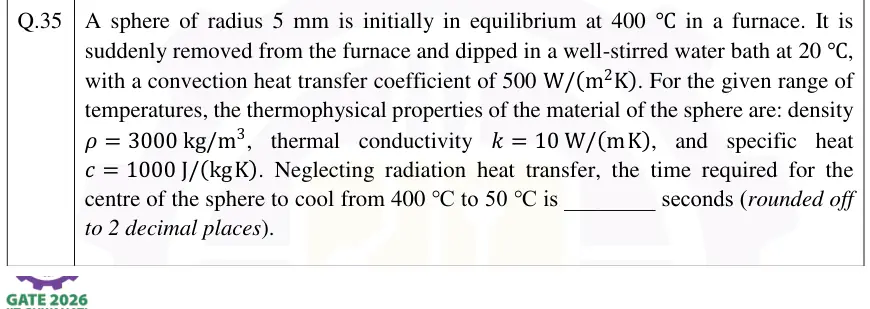 Q.35 A sphere of radius 5 mm is initially in equilibrium at 400 °C in a furnace. It is
suddenly removed from the furnace and dipped in a well-stirred water bath at 20 °C,
with a convection heat transfer coefficient of 500 W/(m²K). For the given range of
temperatures, the thermophysical properties of the material of the sphere are: density
ρ = 3000 kg/m³, thermal conductivity k = 10 W/(m K), and specific heat
c = 1000 J/(kg K). Neglecting radiation heat transfer, the time required for the
centre of the sphere to cool from 400 °C to 50 °C is ________ seconds (rounded off
to 2 decimal places).
GATE 2026